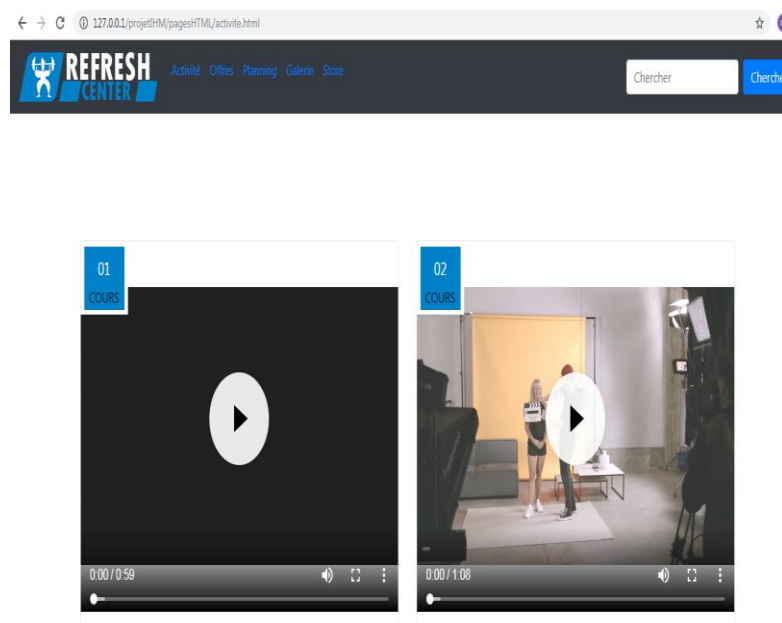 127.0.0.1/projetIHM/pagesHTML/activite.html
REFRESH
CENTER
Activité Offres Planning Galerie Store
Chercher
Cherche
01
COURS
02
COURS
0:00 / 0:59
0:00 / 1:08